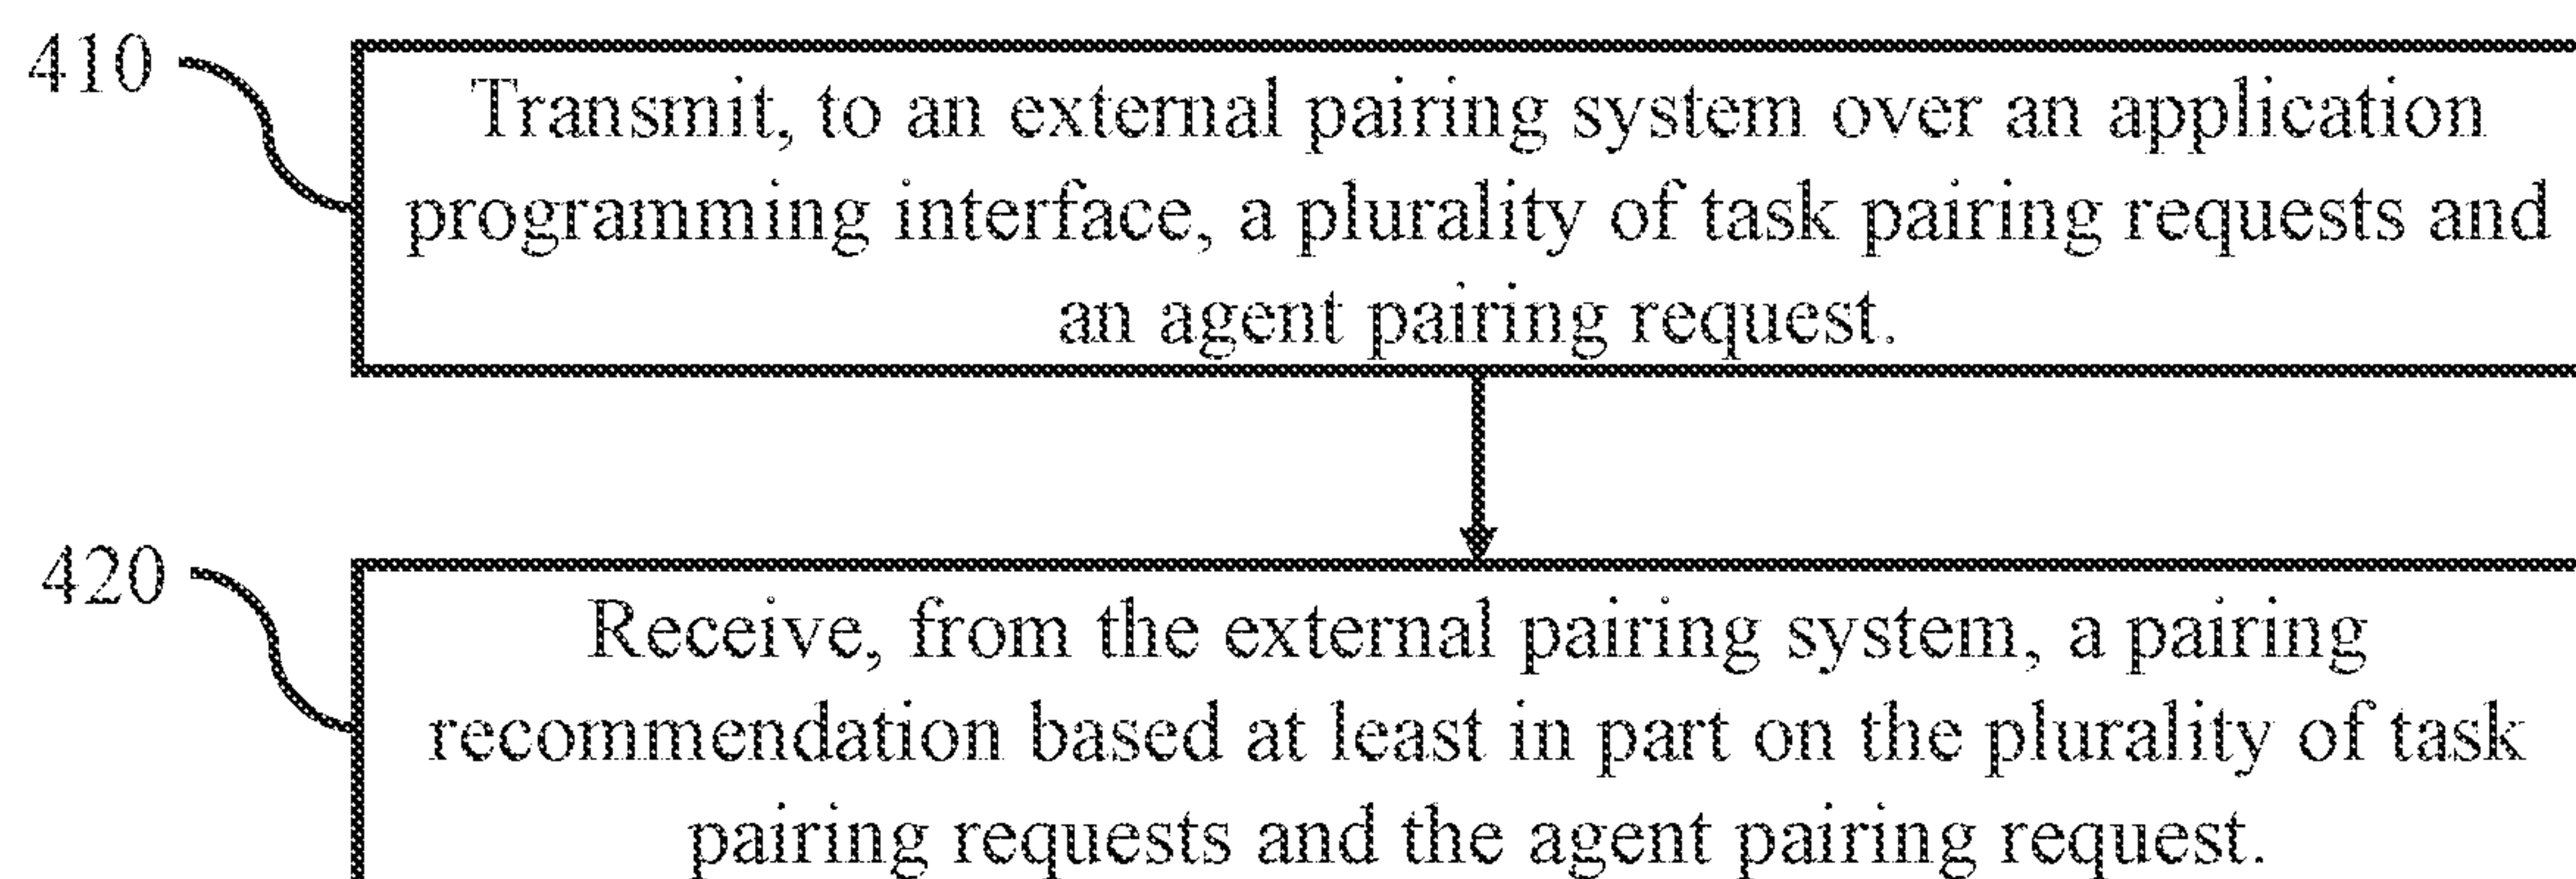 410
Transmit, to an external pairing system over an application
programming interface, a plurality of task pairing requests and
an agent pairing request.
420
Receive, from the external pairing system, a pairing
recommendation based at least in part on the plurality of task
pairing requests and the agent pairing request.